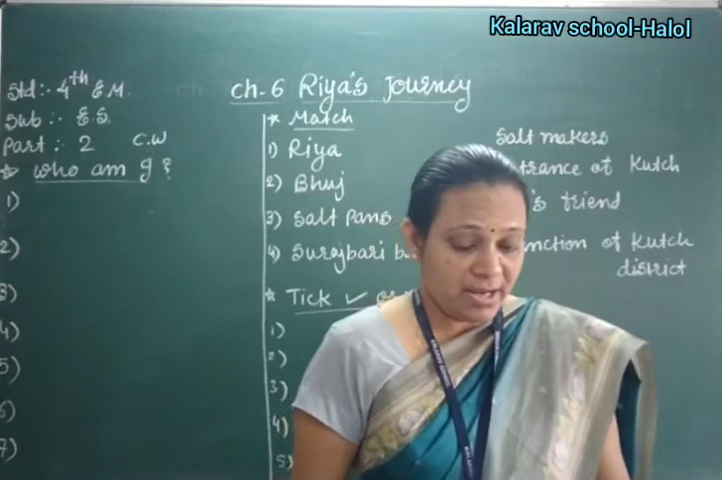 Kalarav school-Halol
Std:- 4th E.M.
Sub :- E.S.
Part :- 2 C.W
* Who am I ?
1)
2)
3)
4)
5)
6)
7)
Ch. 6 Riya's Journey
* Match
1) Riya Salt makers
2) Bhuj of Kutch
3) Salt Pans friend
4) Surajbari of Kutch
district
* Tick ✓
1)
2)
3)
4)
5)